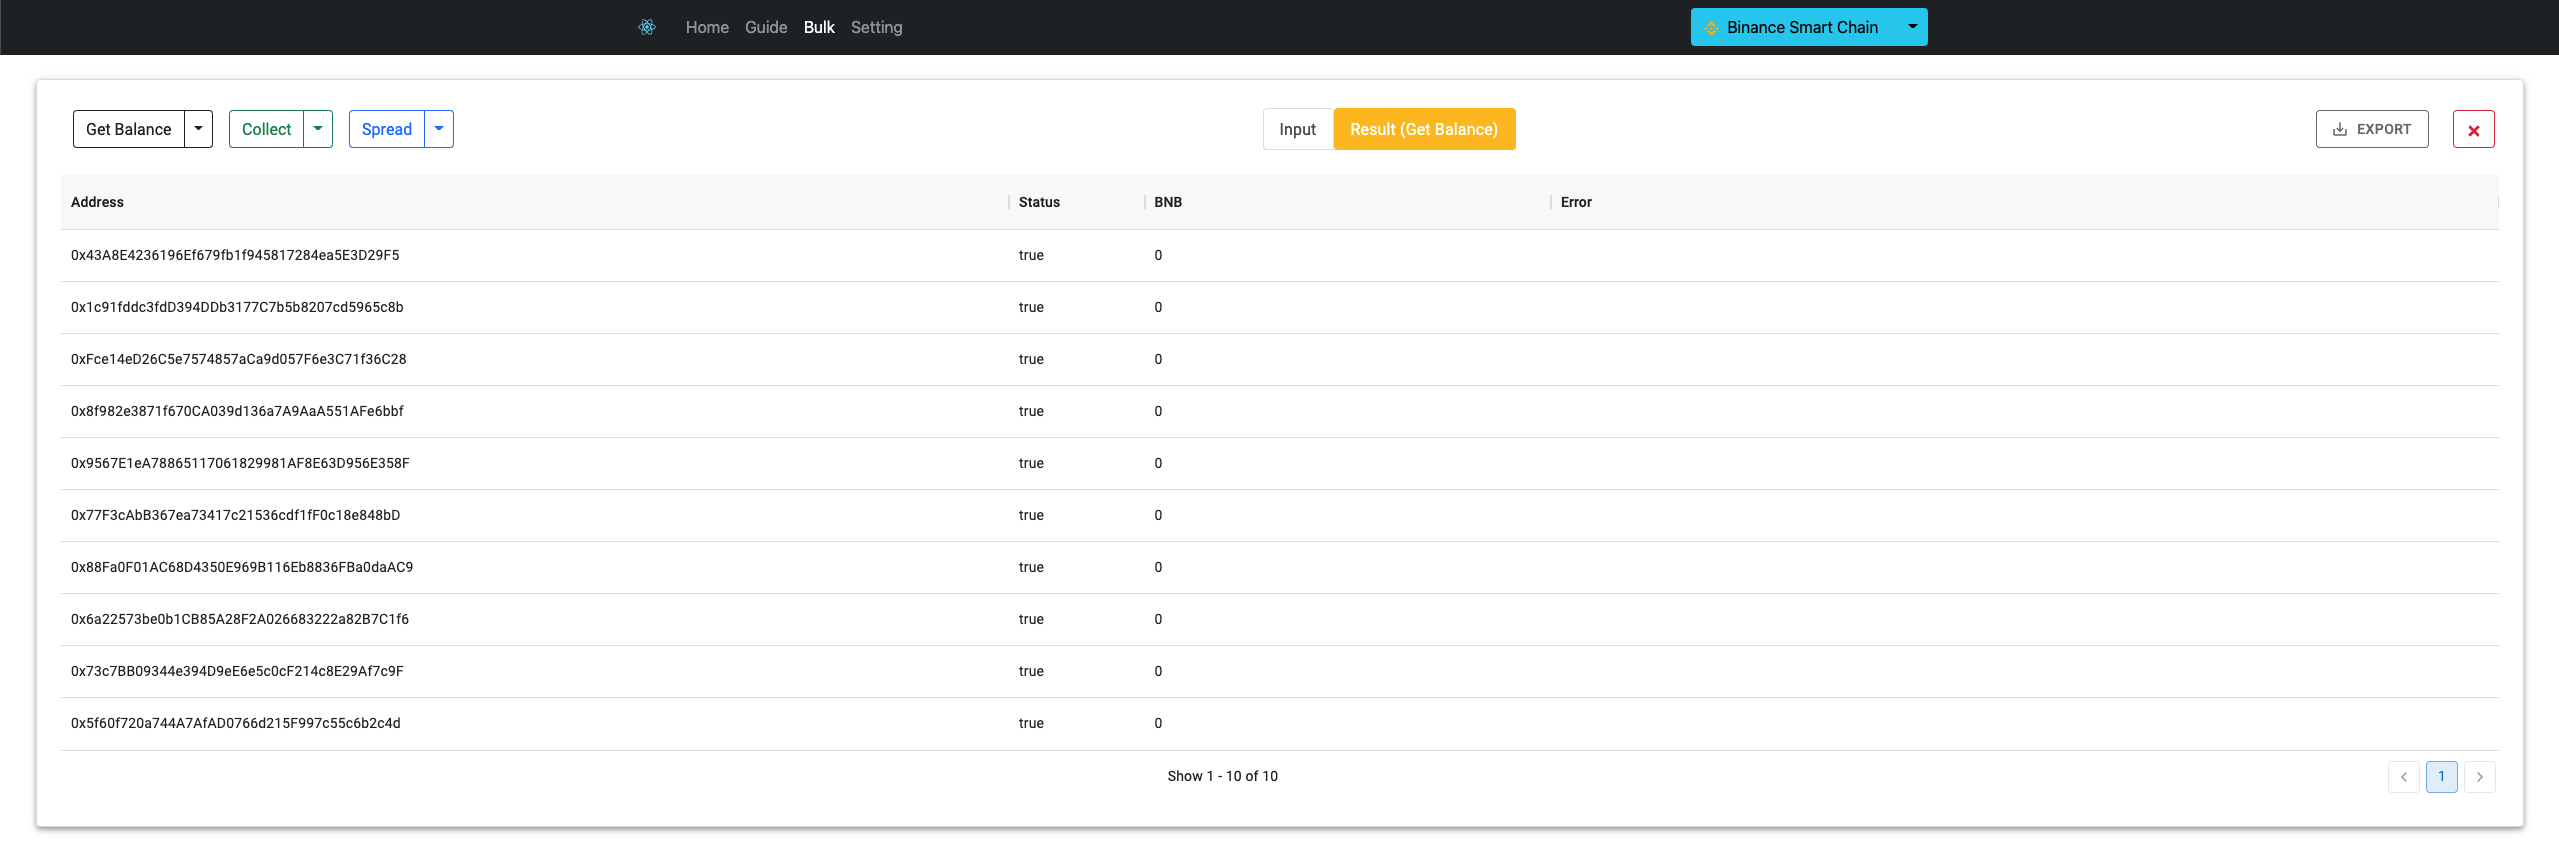 Home Guide Bulk Setting Binance Smart Chain
Get Balance Collect Spread Input Result (Get Balance) EXPORT
Address Status BNB Error
0x43A8E4236196Ef679fb1f945817284ea5E3D29F5 true 0
0x1c91fddc3fdD394DDb3177C7b5b8207cd5965c8b true 0
0xFce14eD26C5e7574857aCa9d057F6e3C71f36C28 true 0
0x8f982e3871f670CA039d136a7A9AaA551AFe6bbf true 0
0x9567E1eA78865117061829981AF8E63D956E358F true 0
0x77F3cAbB367ea73417c21536cdf1fF0c18e848bD true 0
0x88Fa0F01AC68D4350E969B116Eb8836FBa0daAC9 true 0
0x6a22573be0b1CB85A28F2A026683222a82B7C1f6 true 0
0x73c7BB09344e394D9eE6e5c0cF214c8E29Af7c9F true 0
0x5f60f720a744A7AfAD0766d215F997c55c6b2c4d true 0
Show 1 - 10 of 10 1